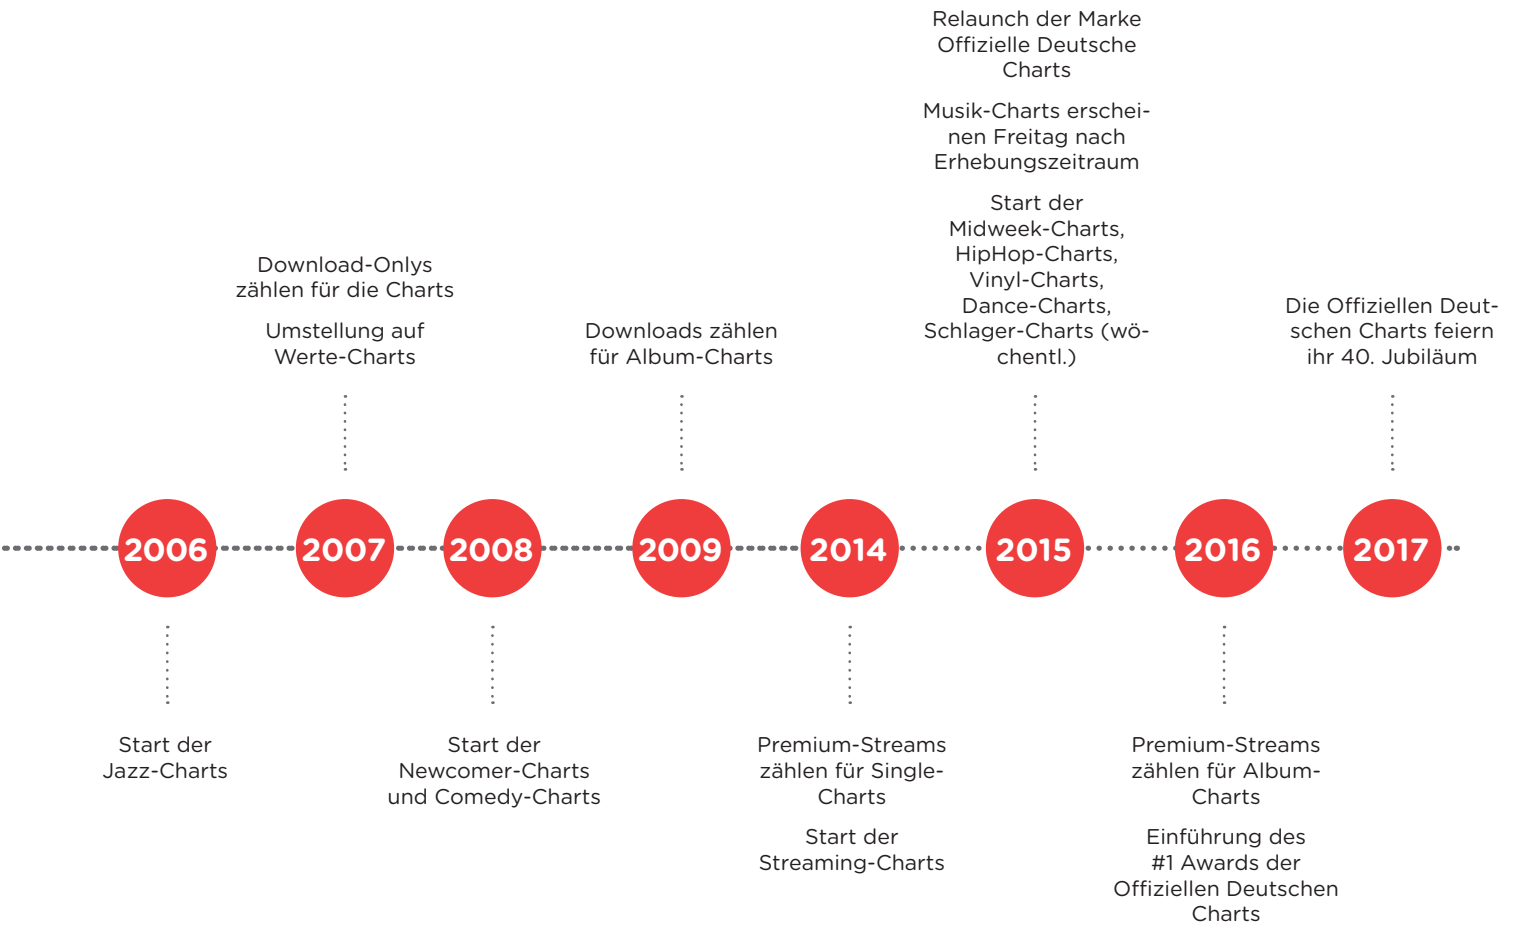 Relaunch der Marke
Offizielle Deutsche
Charts
Musik-Charts erschei-
nen Freitag nach
Erhebungszeitraum
Start der
Midweek-Charts,
HipHop-Charts,
Vinyl-Charts,
Dance-Charts,
Schlager-Charts (wö-
chentl.)
Download-Onlys
zählen für die Charts
Umstellung auf
Werte-Charts
Downloads zählen
für Album-Charts
Die Offiziellen Deut-
schen Charts feiern
ihr 40. Jubiläum
2006
2007
2008
2009
2014
2015
2016
2017
Start der
Jazz-Charts
Start der
Newcomer-Charts
und Comedy-Charts
Premium-Streams
zählen für Single-
Charts
Start der
Streaming-Charts
Premium-Streams
zählen für Album-
Charts
Einführung des
#1 Awards der
Offiziellen Deutschen
Charts